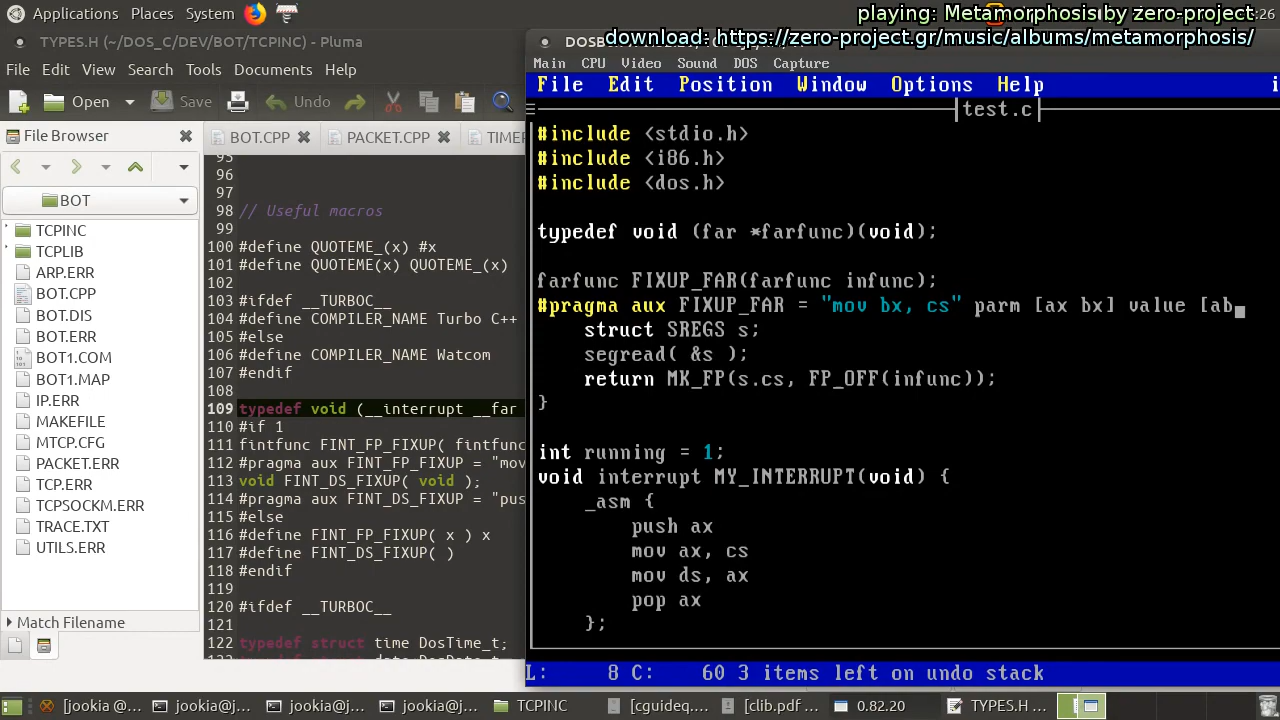 Applications Places System
:26
playing: Metamorphosis by zero-project
download: https://zero-project.gr/music/albums/metamorphosis/
TYPES.H (~/DOS_C/DEV/BOT/TCPINC) - Pluma
File Edit View Search Tools Documents Help
Open Save Undo
File Browser
BOT.CPP PACKET.CPP TIMER
BOT
TCPINC
TCPLIB
ARP.ERR
BOT.CPP
BOT.DIS
BOT.ERR
BOT1.COM
BOT1.MAP
IP.ERR
MAKEFILE
MTCP.CFG
PACKET.ERR
TCP.ERR
TCPSOCKM.ERR
TRACE.TXT
UTILS.ERR
Match Filename
95
96
97
98 // Useful macros
99
100 #define QUOTEME_(x) #x
101 #define QUOTEME(x) QUOTEME_(x)
102
103 #ifdef __TURBOC__
104 #define COMPILER_NAME Turbo C++
105 #else
106 #define COMPILER_NAME Watcom
107 #endif
108
109 typedef void (__interrupt __far
110 #if 1
111 fintfunc FINT_FP_FIXUP( fintfunc
112 #pragma aux FINT_FP_FIXUP = "mov
113 void FINT_DS_FIXUP( void );
114 #pragma aux FINT_DS_FIXUP = "pus
115 #else
116 #define FINT_FP_FIXUP( x ) x
117 #define FINT_DS_FIXUP( )
118 #endif
119
120 #ifdef __TURBOC__
121
122 typedef struct time DosTime_t;
DOSB
Main CPU Video Sound DOS Capture
File Edit Position Window Options Help i
test.c
#include <stdio.h>
#include <i86.h>
#include <dos.h>
typedef void (far *farfunc)(void);
farfunc FIXUP_FAR(farfunc infunc);
#pragma aux FIXUP_FAR = "mov bx, cs" parm [ax bx] value [ab
struct SREGS s;
segread( &s );
return MK_FP(s.cs, FP_OFF(infunc));
}
int running = 1;
void interrupt MY_INTERRUPT(void) {
_asm {
push ax
mov ax, cs
mov ds, ax
pop ax
};
L: 8 C: 60 3 items left on undo stack
[jookia @... jookia@j... jookia@j... jookia@j... TCPINC [cguideq.... [clib.pdf ... 0.82.20 TYPES.H ...